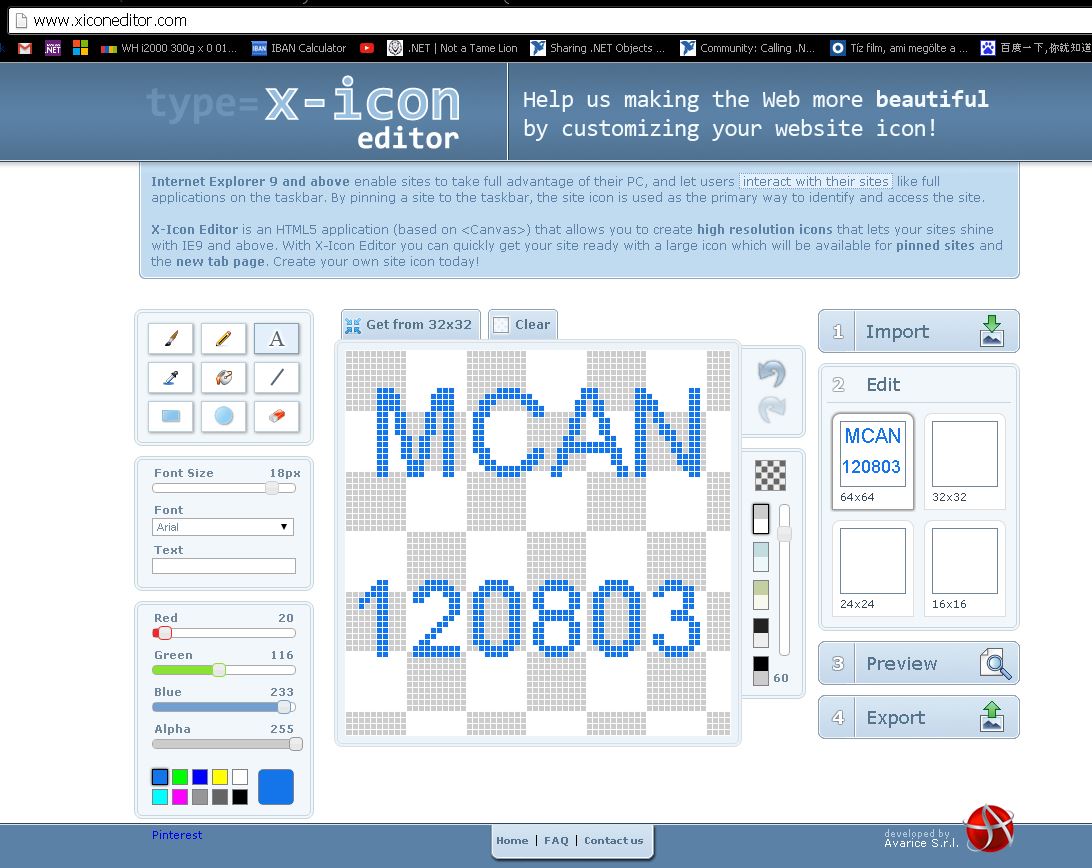 www.xiconeditor.com
WH i2000 300g x 0 01...
IBAN
IBAN Calculator
.NET | Not a Tame Lion
Sharing .NET Objects ...
Community: Calling .N...
Tíz film, ami megölte a ...
百度一下,你就知道
type=x-icon
editor
Help us making the Web more beautiful
by customizing your website icon!
Internet Explorer 9 and above enable sites to take full advantage of their PC, and let users interact with their sites like full
applications on the taskbar. By pinning a site to the taskbar, the site icon is used as the primary way to identify and access the site.
X-Icon Editor is an HTML5 application (based on <Canvas>) that allows you to create high resolution icons that lets your sites shine
with IE9 and above. With X-Icon Editor you can quickly get your site ready with a large icon which will be available for pinned sites and
the new tab page. Create your own site icon today!
A
Font Size 18px
Font
Arial
Text
Red 20
Green 116
Blue 233
Alpha 255
Get from 32x32
Clear
MCAN
120803
60
1 Import
2 Edit
MCAN
120803
64x64
32x32
24x24
16x16
3 Preview
4 Export
Pinterest
Home | FAQ | Contact us
developed by
Avarice S.r.l.